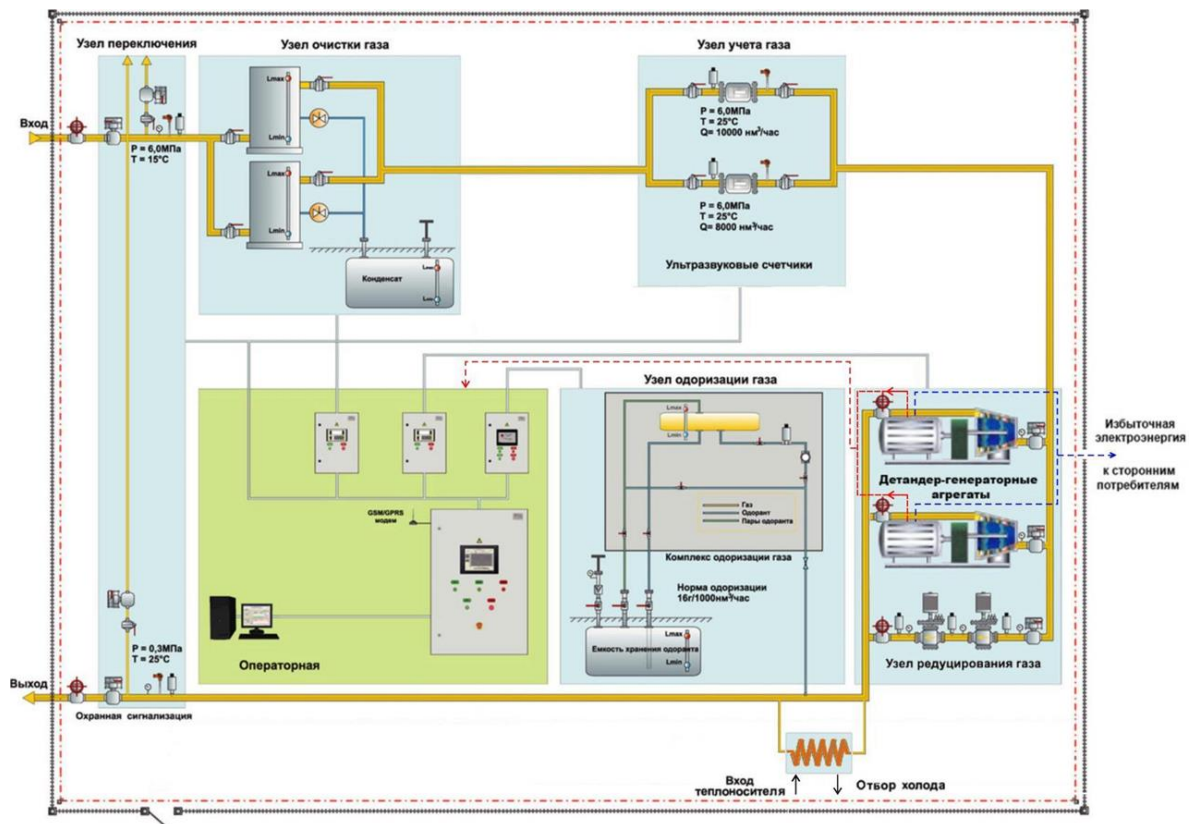 Узел переключения
Узел очистки газа
Узел учета газа
Lmax
Lmin
Lmax
Lmin
Вход
P = 6,0МПа
T = 15°C
P = 6,0МПа
T = 25°C
Q= 10000 нм³/час
P = 6,0МПа
T = 25°C
Q= 8000 нм³/час
Конденсат
Lmax
Lmin
Ультразвуковые счетчики
Узел одоризации газа
Lmax
Lmin
Газ
Одорант
Пары одоранта
Комплекс одоризации газа
Избыточная
электроэнергия
к сторонним
потребителям
Детандер-генераторные
агрегаты
GSM/GPRS
модем
Норма одоризации
16г/1000нм³/час
Емкость хранения одоранта
Lmax
Lmin
Узел редуцирования газа
Операторная
P = 0,3МПа
T = 25°C
Выход
Охранная сигнализация
Вход
теплоносителя
Отбор холода